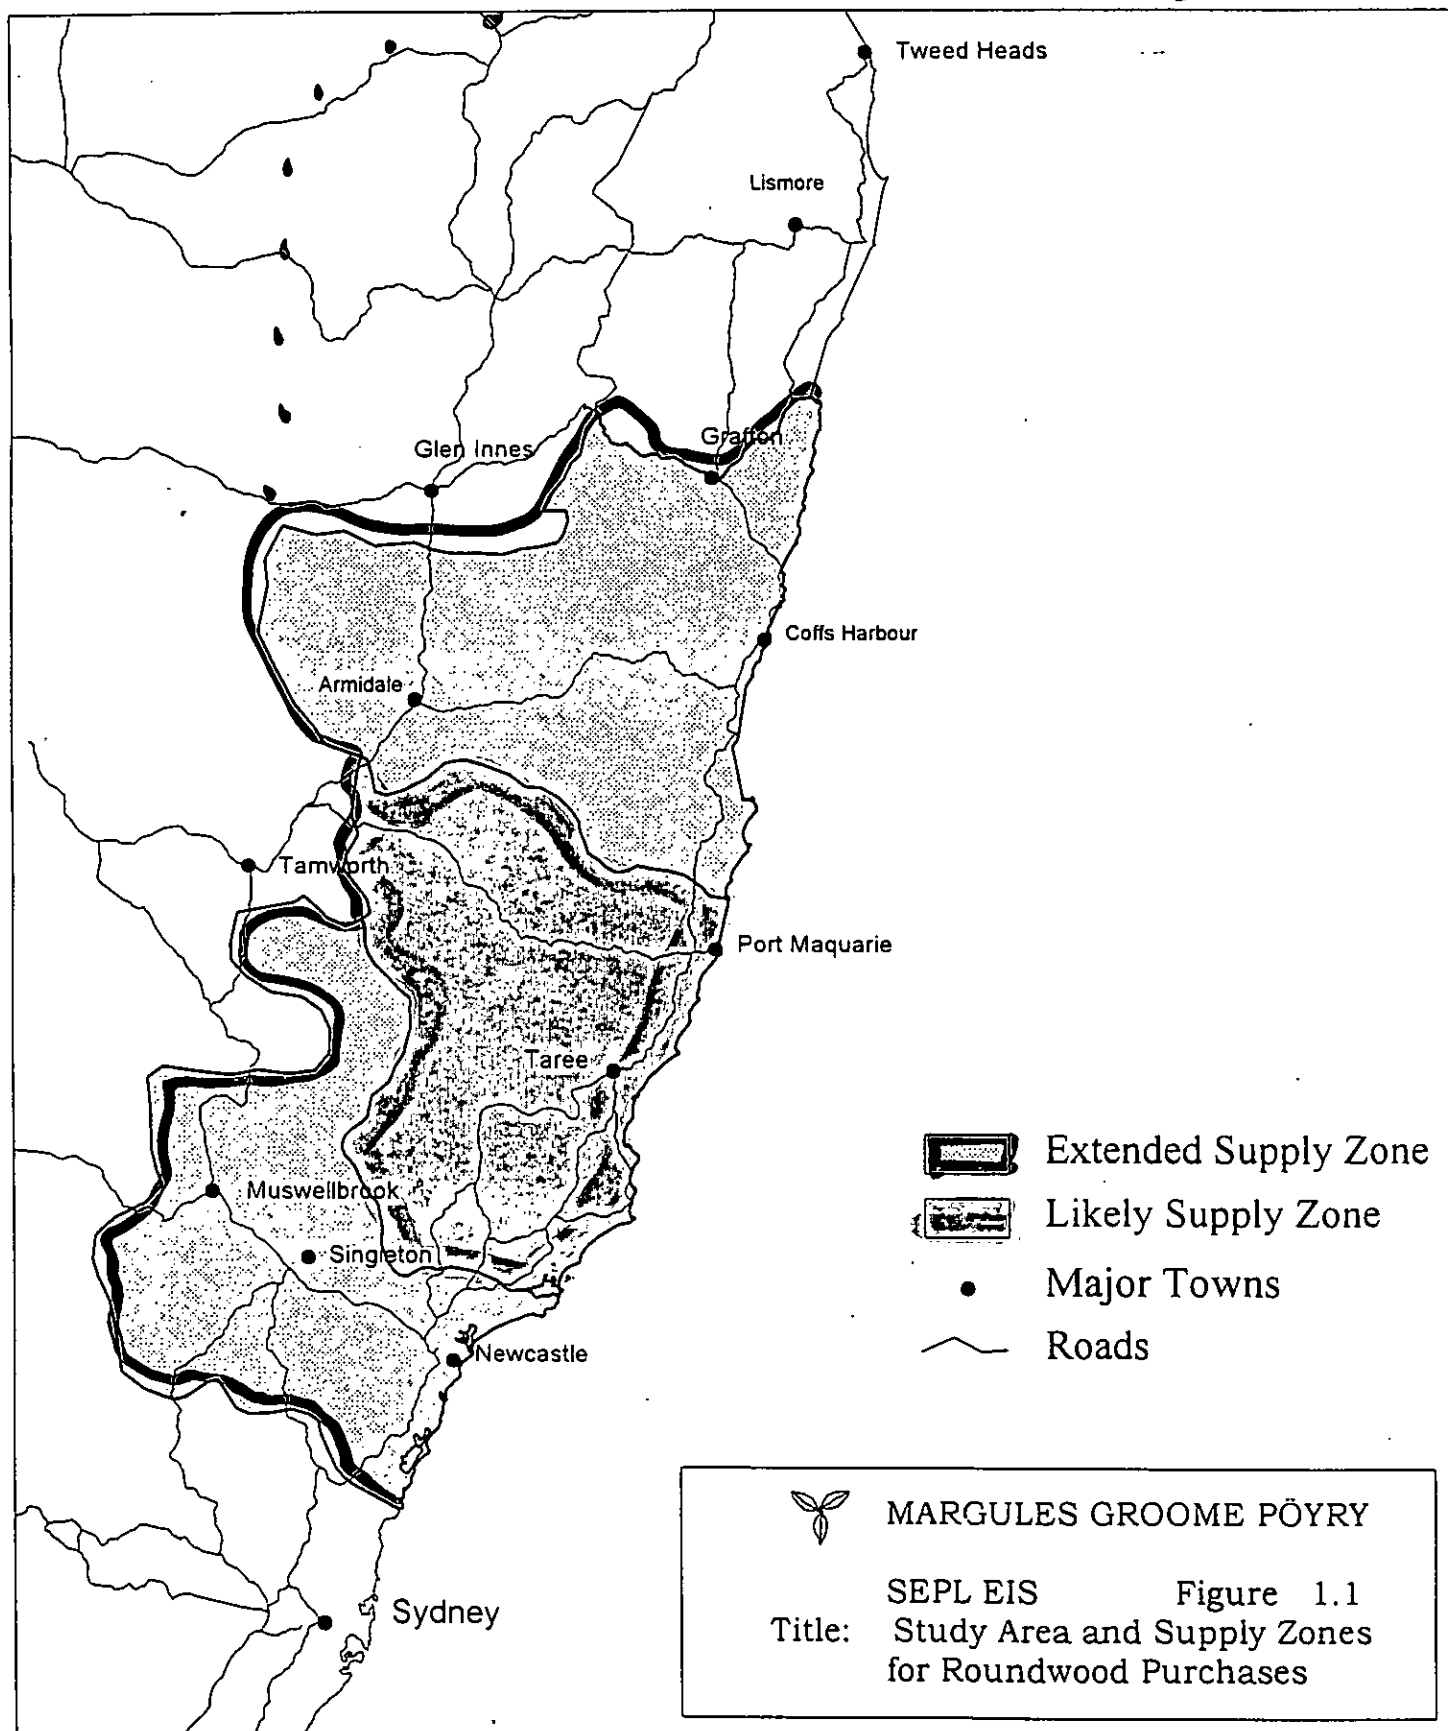 Tweed Heads
Lismore
Glen Innes
Grafton
Coffs Harbour
Armidale
Tamworth
Port Maquarie
Taree
Muswellbrook
Singleton
Newcastle
Sydney
Extended Supply Zone
Likely Supply Zone
Major Towns
Roads
MARGULES GROOME PÖYRY
SEPL EIS Figure 1.1
Title: Study Area and Supply Zones
for Roundwood Purchases